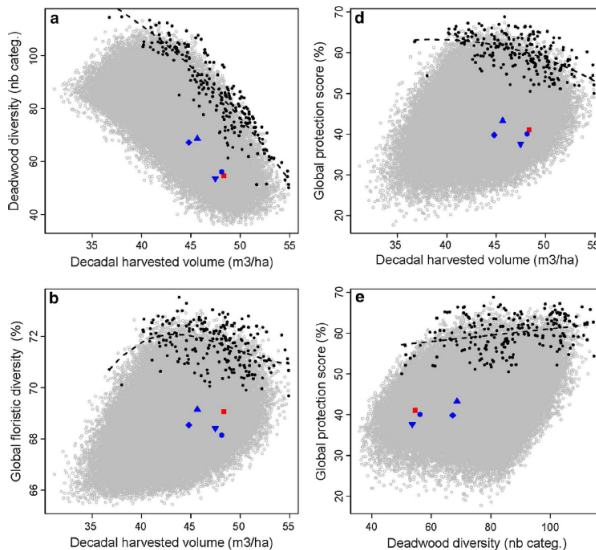 a
Deadwood diversity (nb categ.)
100
80
60
40
35 40 45 50 55
Decadal harvested volume (m3/ha)
d
Global protection score (%)
70
60
50
40
30
20
35 40 45 50 55
Decadal harvested volume (m3/ha)
b
Global floristic diversity (%)
72
70
68
66
35 40 45 50 55
Decadal harvested volume (m3/ha)
e
Global protection score (%)
70
60
50
40
30
20
40 60 80 100
Deadwood diversity (nb categ.)